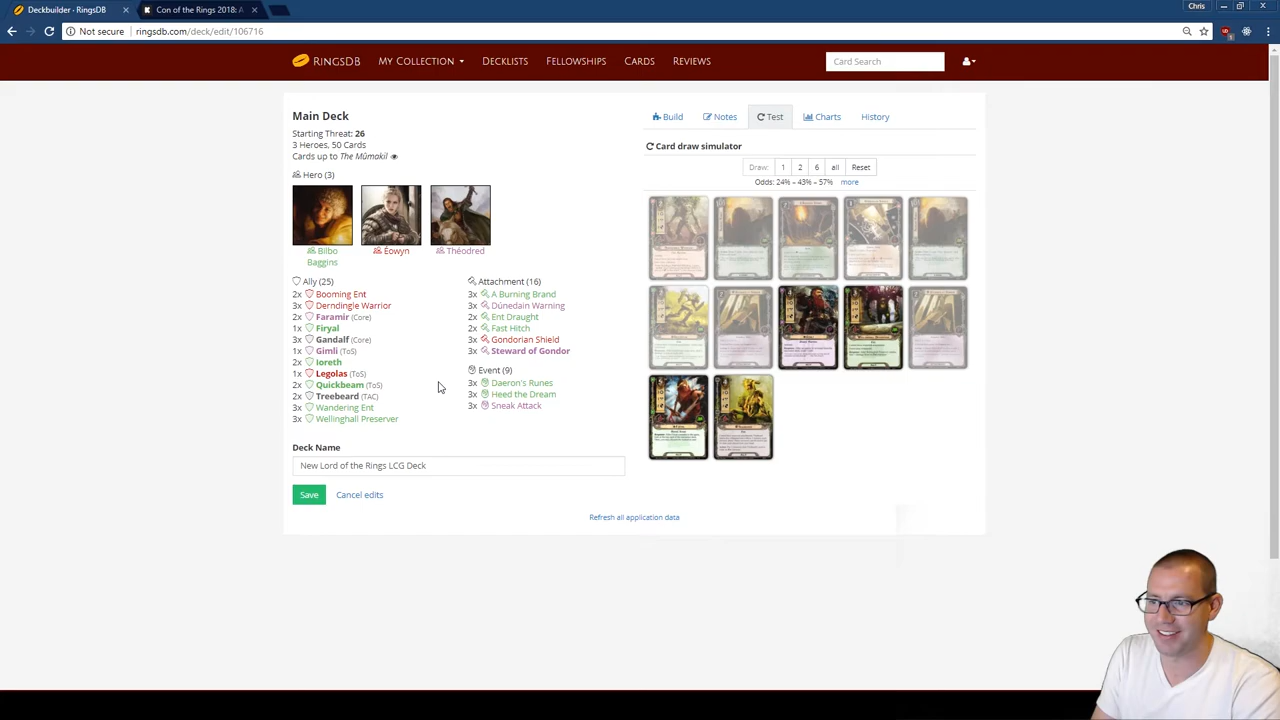 Deckbuilder · RingsDB
Con of the Rings 2018:
Chris
Not secure
ringsdb.com/deck/edit/106716
RINGSDB
MY COLLECTION
DECKLISTS
FELLOWSHIPS
CARDS
REVIEWS
Card Search
Main Deck
Starting Threat: 26
3 Heroes, 50 Cards
Cards up to The Mûmakil
Hero (3)
Bilbo
Baggins
Éowyn
Théodred
Ally (25)
2x Booming Ent
3x Derndingle Warrior
2x Faramir (Core)
1x Firyal
3x Gandalf (Core)
1x Gimli (ToS)
2x Ioreth
1x Legolas (ToS)
2x Quickbeam (ToS)
2x Treebeard (TAC)
3x Wandering Ent
3x Wellinghall Preserver
Attachment (16)
3x A Burning Brand
3x Dúnedain Warning
2x Ent Draught
2x Fast Hitch
3x Gondorian Shield
3x Steward of Gondor
Event (9)
3x Daeron's Runes
3x Heed the Dream
3x Sneak Attack
Deck Name
New Lord of the Rings LCG Deck
Save
Cancel edits
Refresh all application data
Build
Notes
Test
Charts
History
Card draw simulator
Draw:
1
2
6
all
Reset
Odds: 24% – 43% – 57%
more